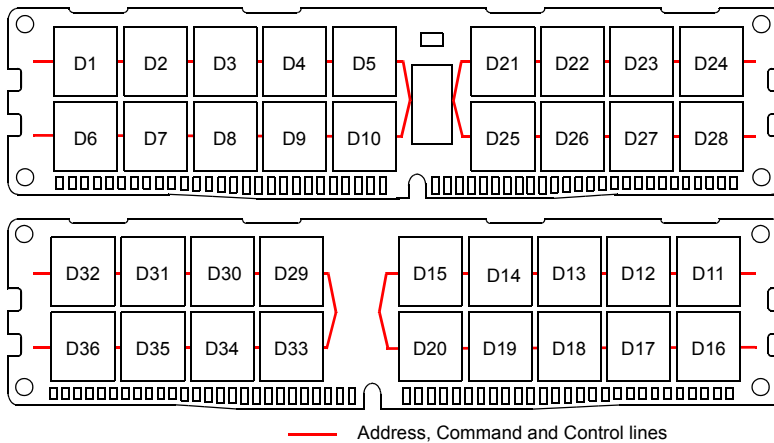 D1 D2 D3 D4 D5 D21 D22 D23 D24
D6 D7 D8 D9 D10 D25 D26 D27 D28
D32 D31 D30 D29 D15 D14 D13 D12 D11
D36 D35 D34 D33 D20 D19 D18 D17 D16
Address, Command and Control lines